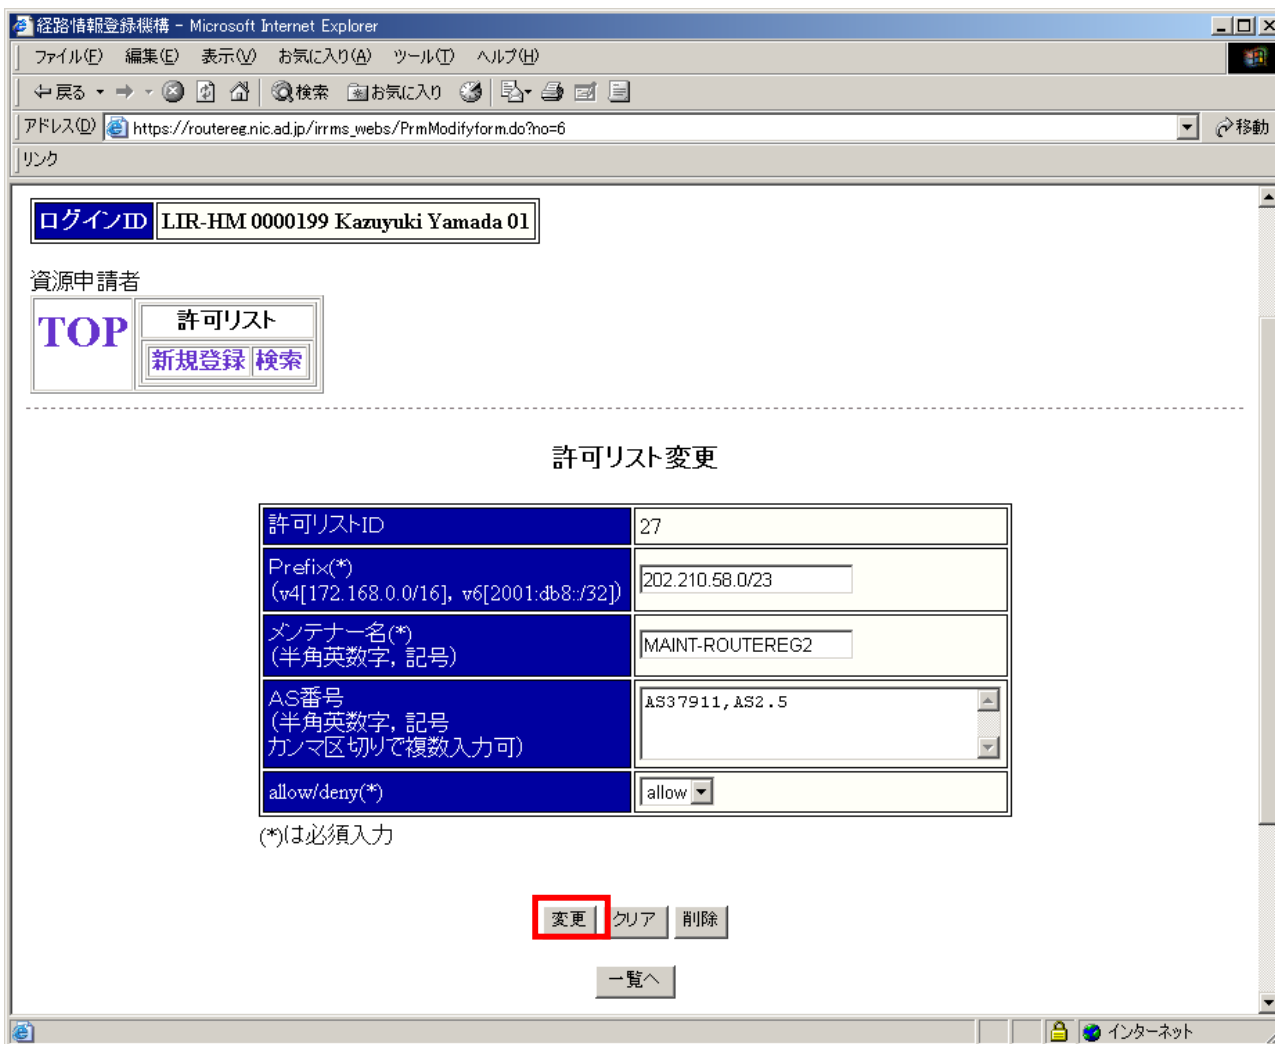 経路情報登録機構 - Microsoft Internet Explorer
ファイル(F) 編集(E) 表示(V) お気に入り(A) ツール(T) ヘルプ(H)
戻る 検索 お気に入り
アドレス(D) https://routereg.nic.ad.jp/irrms_webs/PrmModifyform.do?no=6 移動
リンク
ログインID LIR-HM 0000199 Kazuyuki Yamada 01
資源申請者
TOP 許可リスト
新規登録 検索
許可リスト変更
許可リストID 27
Prefix(*)
(v4[172.168.0.0/16], v6[2001:db8::/32]) 202.210.58.0/23
メンテナー名(*)
(半角英数字, 記号) MAINT-ROUTEREG2
AS番号
(半角英数字, 記号
カンマ区切りで複数入力可) AS37911,AS2.5
allow/deny(*) allow
(*)は必須入力
変更 クリア 削除
一覧へ
インターネット